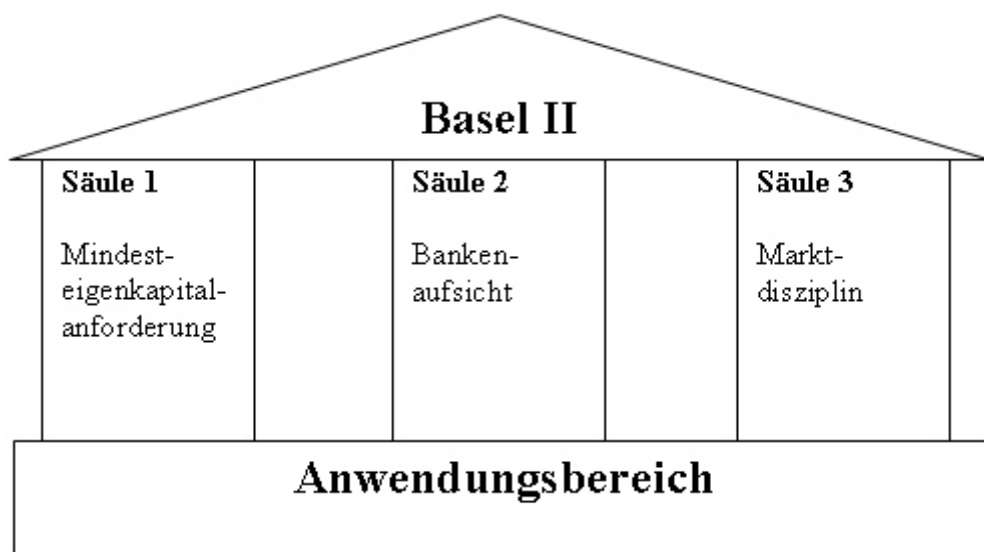 Basel II
Säule 1
Mindest-
eigenkapital-
anforderung
Säule 2
Banken-
aufsicht
Säule 3
Markt-
disziplin
Anwendungsbereich